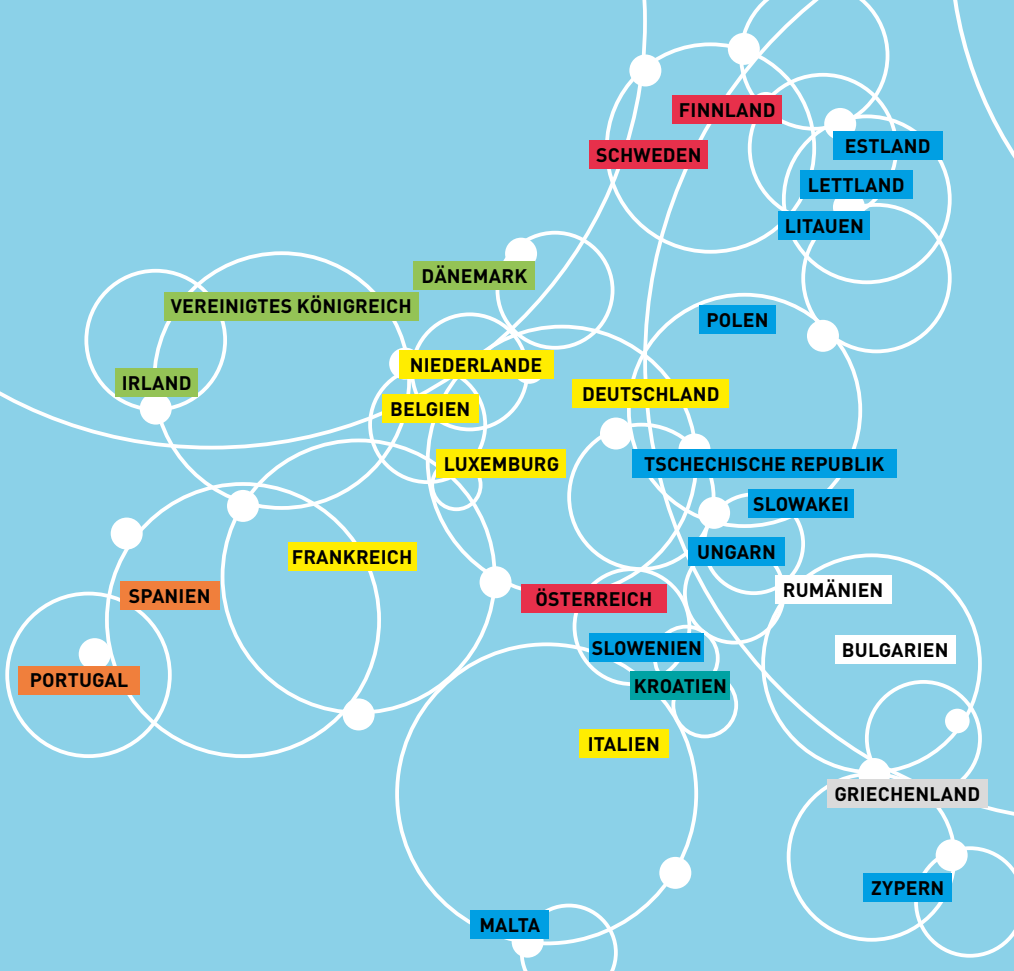 FINNLAND
ESTLAND
SCHWEDEN
LETTLAND
LITAUEN
DÄNEMARK
VEREINIGTES KÖNIGREICH
POLEN
NIEDERLANDE
IRLAND
DEUTSCHLAND
BELGIEN
LUXEMBURG
TSCHECHISCHE REPUBLIK
SLOWAKEI
UNGARN
FRANKREICH
RUMÄNIEN
SPANIEN
ÖSTERREICH
SLOWENIEN
BULGARIEN
PORTUGAL
KROATIEN
ITALIEN
GRIECHENLAND
ZYPERN
MALTA